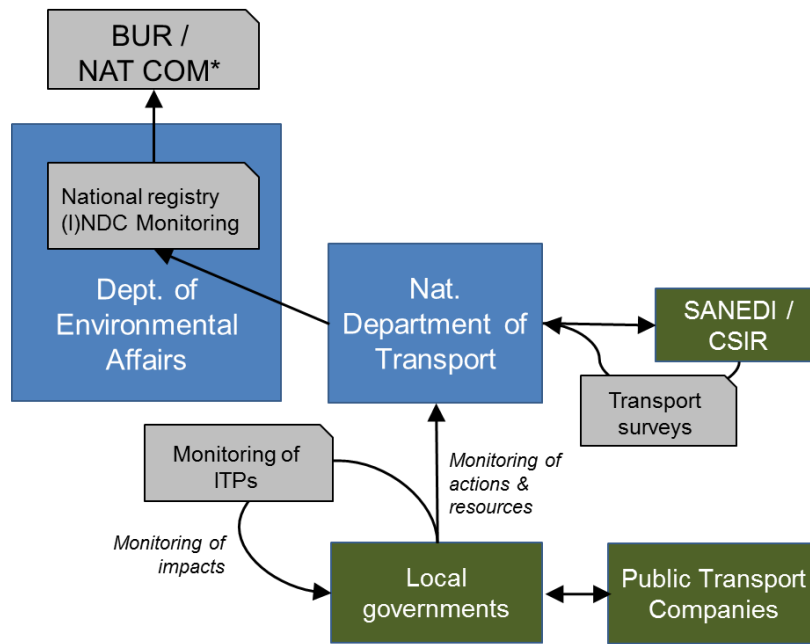 BUR /
NAT COM*
National registry
(I)NDC Monitoring
Dept. of
Environmental
Affairs
Nat.
Department of
Transport
SANEDI /
CSIR
Transport
surveys
Monitoring of
ITPs
Monitoring of
actions &
resources
Monitoring of
impacts
Local
governments
Public Transport
Companies